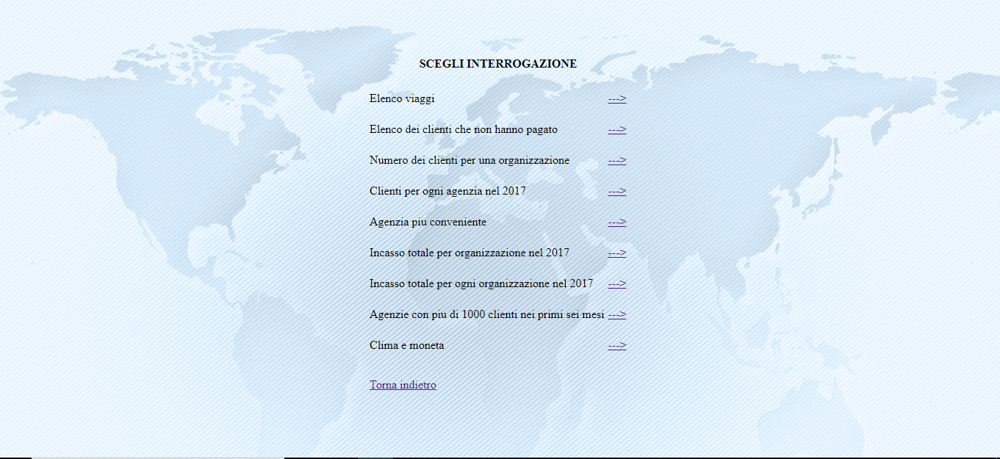 SCEGLI INTERROGAZIONE
Elenco viaggi --->
Elenco dei clienti che non hanno pagato --->
Numero dei clienti per una organizzazione --->
Clienti per ogni agenzia nel 2017 --->
Agenzia piu conveniente --->
Incasso totale per organizzazione nel 2017 --->
Incasso totale per ogni organizzazione nel 2017 --->
Agenzie con piu di 1000 clienti nei primi sei mesi --->
Clima e moneta --->
Torna indietro